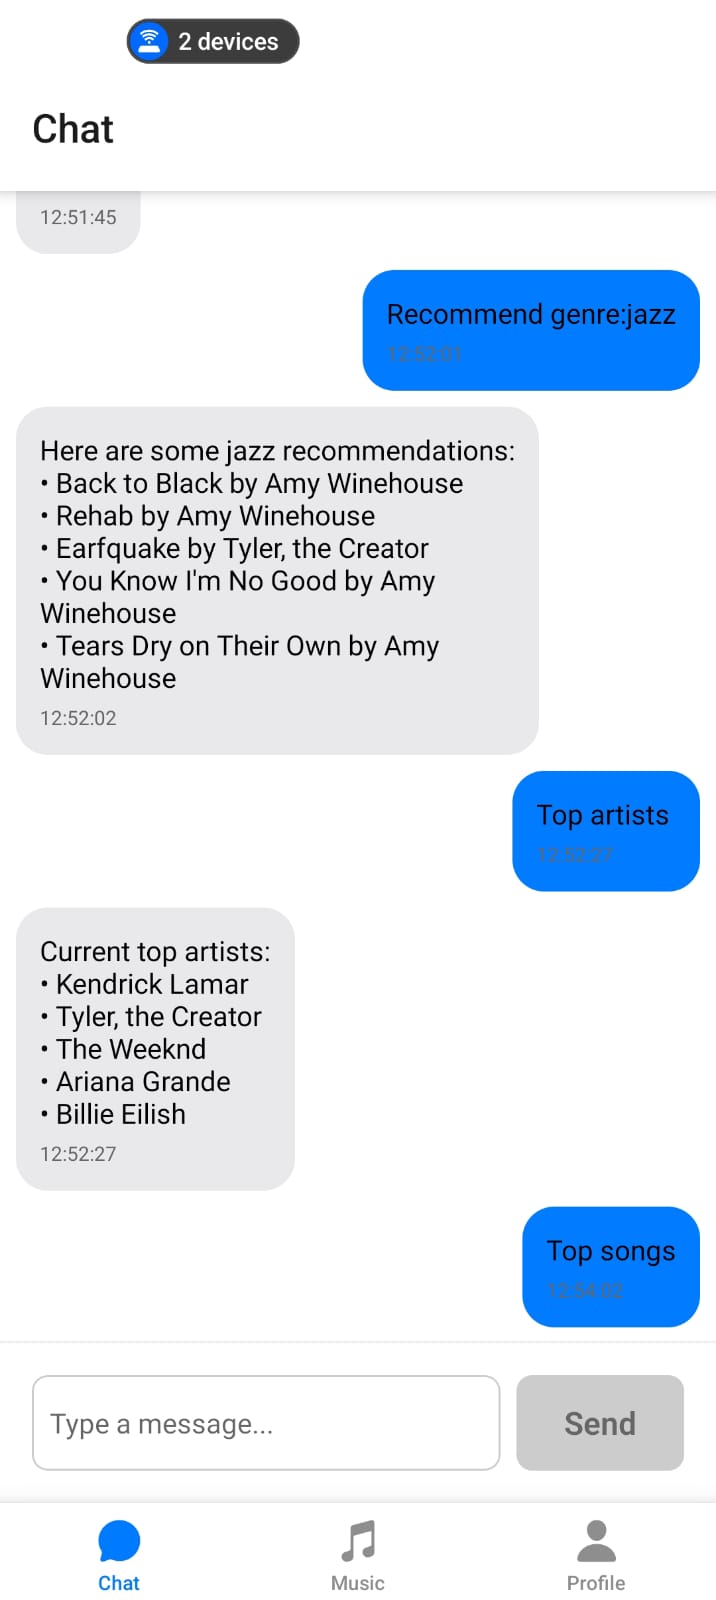 2 devices
Chat
12:51:45
Recommend genre:jazz
12:52:01
Here are some jazz recommendations:
• Back to Black by Amy Winehouse
• Rehab by Amy Winehouse
• Earfquake by Tyler, the Creator
• You Know I'm No Good by Amy
Winehouse
• Tears Dry on Their Own by Amy
Winehouse
12:52:02
Top artists
12:52:27
Current top artists:
• Kendrick Lamar
• Tyler, the Creator
• The Weeknd
• Ariana Grande
• Billie Eilish
12:52:27
Top songs
12:54:02
Type a message...
Send
Chat
Music
Profile